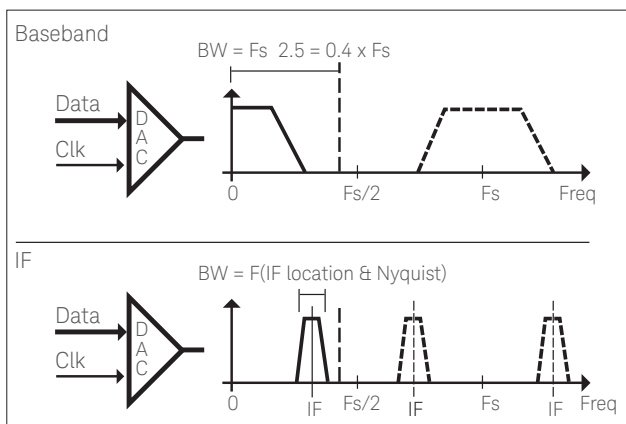 Baseband
BW = Fs 2.5 = 0.4 x Fs
Data
Clk
D
A
C
0
Fs/2
Fs
Freq
IF
BW = F(IF location & Nyquist)
Data
Clk
D
A
C
0
IF
Fs/2
IF
Fs
IF
Freq